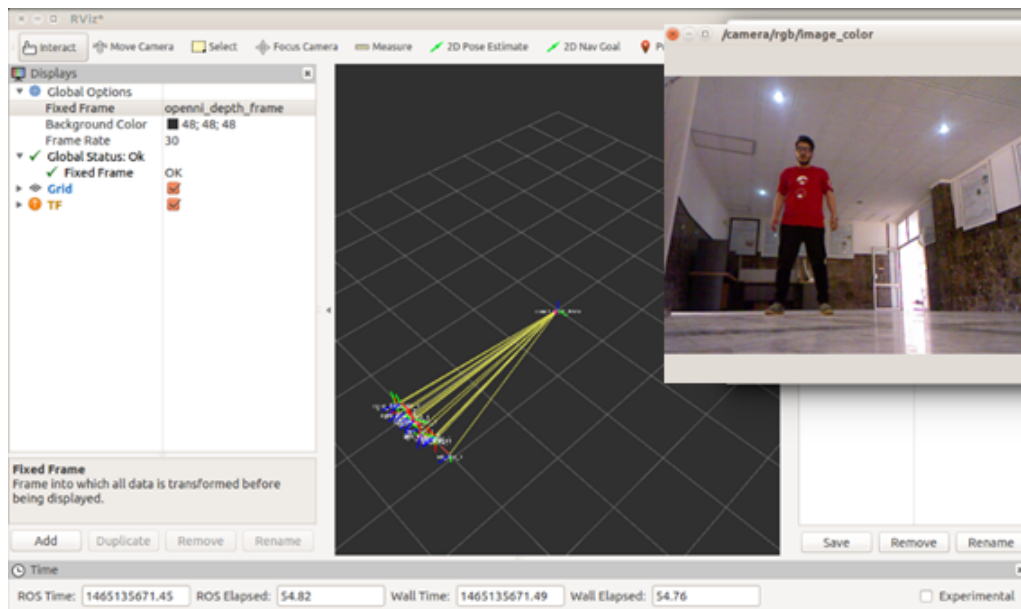 RViz*
Interact Move Camera Select Focus Camera Measure 2D Pose Estimate 2D Nav Goal
/camera/rgb/image_color
Displays
Global Options
Fixed Frame openni_depth_frame
Background Color 48; 48; 48
Frame Rate 30
Global Status: Ok
Fixed Frame OK
Grid
TF
Fixed Frame
Frame into which all data is transformed before
being displayed.
Add Duplicate Remove Rename
Save Remove Rename
Time
ROS Time: 1465135671.45 ROS Elapsed: 54.82 Wall Time: 1465135671.49 Wall Elapsed: 54.76 Experimental